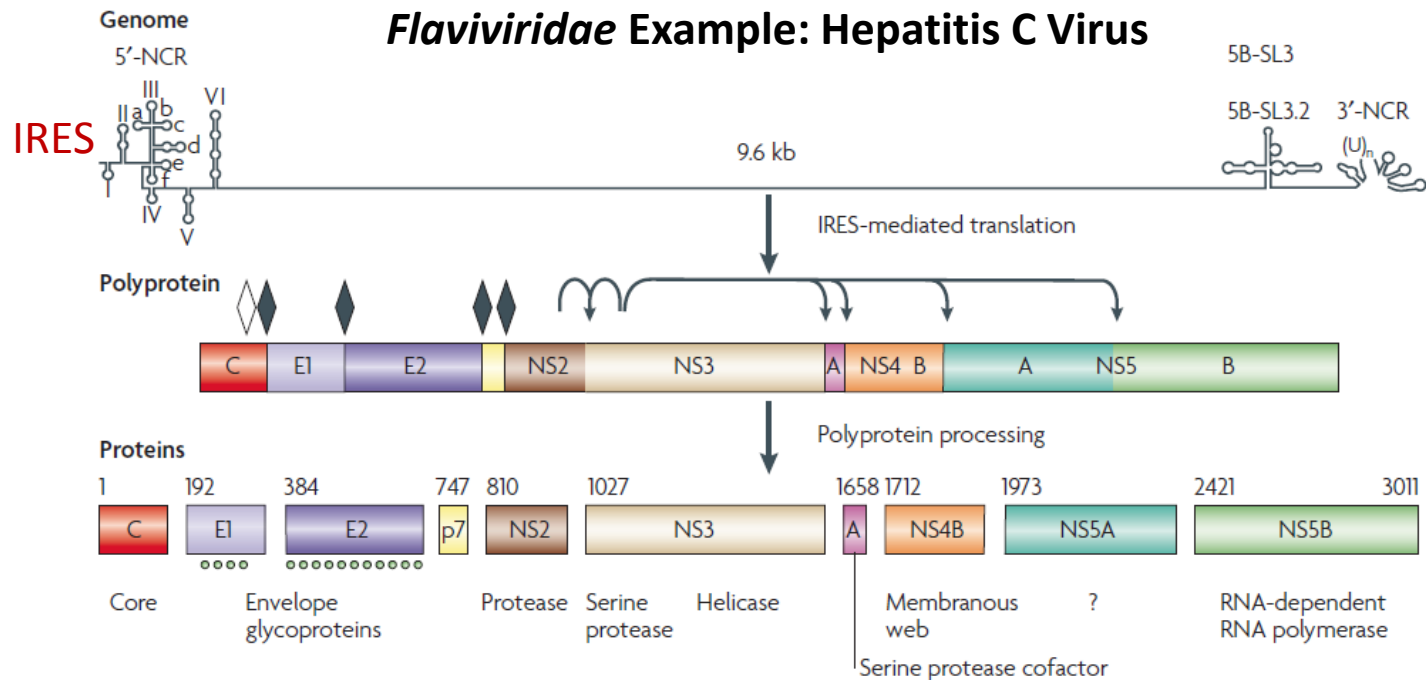 Flaviviridae Example: Hepatitis C Virus
Genome
5′-NCR
IRES
I
II
III
a
b
c
d
e
f
IV
V
VI
9.6 kb
5B-SL3
5B-SL3.2
3′-NCR
(U)n
IRES-mediated translation
Polyprotein
C E1 E2 NS2 NS3 A NS4 B A NS5 B
Polyprotein processing
Proteins
1 192 384 747 810 1027 1658 1712 1973 2421 3011
C E1 E2 p7 NS2 NS3 A NS4B NS5A NS5B
Core
Envelope
glycoproteins
Protease
Serine
protease
Helicase
Membranous
web
?
RNA-dependent
RNA polymerase
Serine protease cofactor